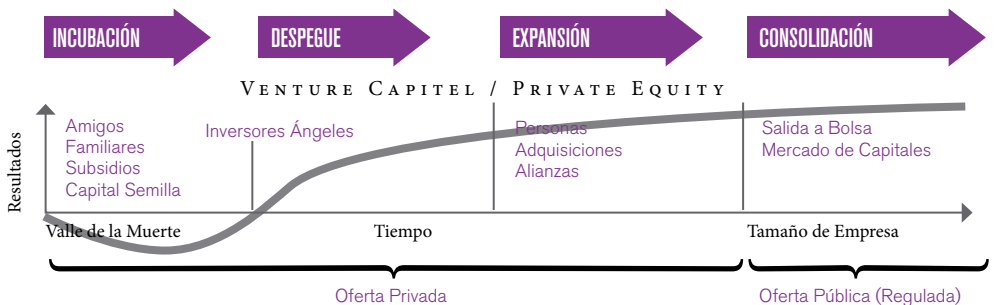 INCUBACIÓN
DESPEGUE
EXPANSIÓN
CONSOLIDACIÓN
Venture Capitel / Private Equity
Resultados
Amigos
Familiares
Subsidios
Capital Semilla
Inversores Ángeles
Personas
Adquisiciones
Alianzas
Salida a Bolsa
Mercado de Capitales
Valle de la Muerte
Tiempo
Tamaño de Empresa
Oferta Privada
Oferta Pública (Regulada)